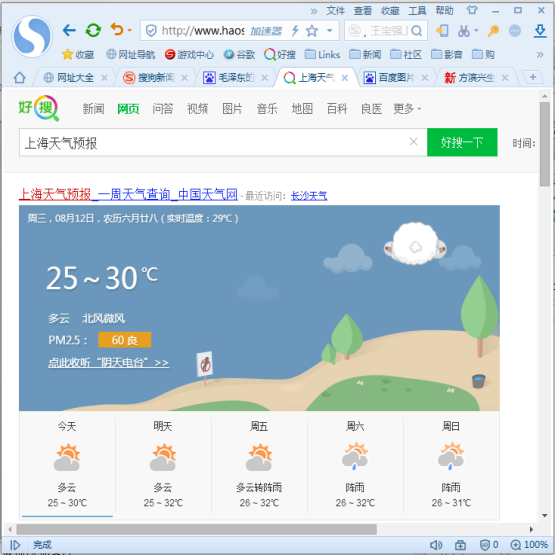 » 文件 查看 收藏 工具 帮助
http://www.haos 加速器 王宝强
收藏 网址导航 游戏中心 谷歌 好搜 Links 新闻 社区 影音 购
网址大全 搜狗新闻 毛泽东的 上海天气 百度图片 新 方滨兴生
好搜 新闻 网页 问答 视频 图片 音乐 地图 百科 良医 更多
上海天气预报 好搜一下 时间:
上海天气预报_一周天气查询_中国天气网 - 最近访问: 长沙天气
周三，08月12日，农历六月廿八 ( 实时温度：29℃ )
25 ~ 30℃
多云 北风微风
PM2.5： 60 良
点此收听“阴天电台” >>
今天 明天 周五 周六 周日
多云 多云 多云转阵雨 阵雨 阵雨
25 ~ 30℃ 25 ~ 32℃ 26 ~ 32℃ 26 ~ 32℃ 26 ~ 31℃
完成 0 100%